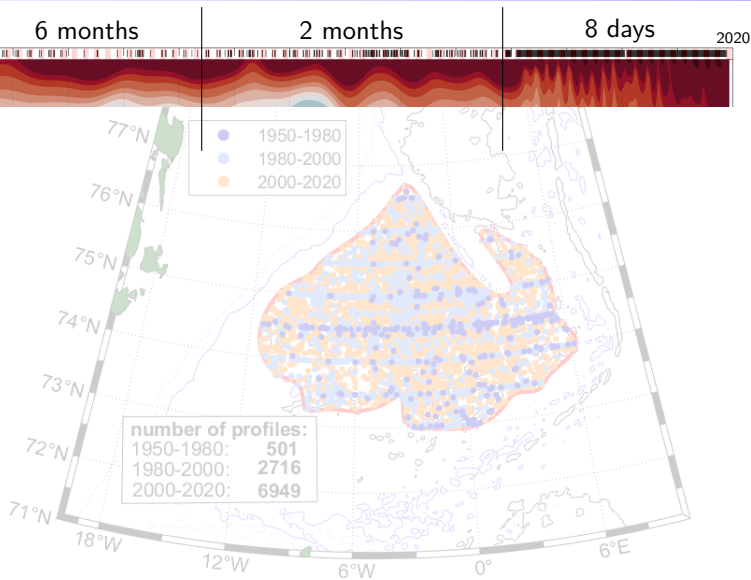 6 months 2 months 8 days
2020
1950-1980
1980-2000
2000-2020
77°N
76°N
75°N
74°N
73°N
72°N
71°N
number of profiles:
1950-1980: 501
1980-2000: 2716
2000-2020: 6949
18°W
12°W
6°W
0°
6°E